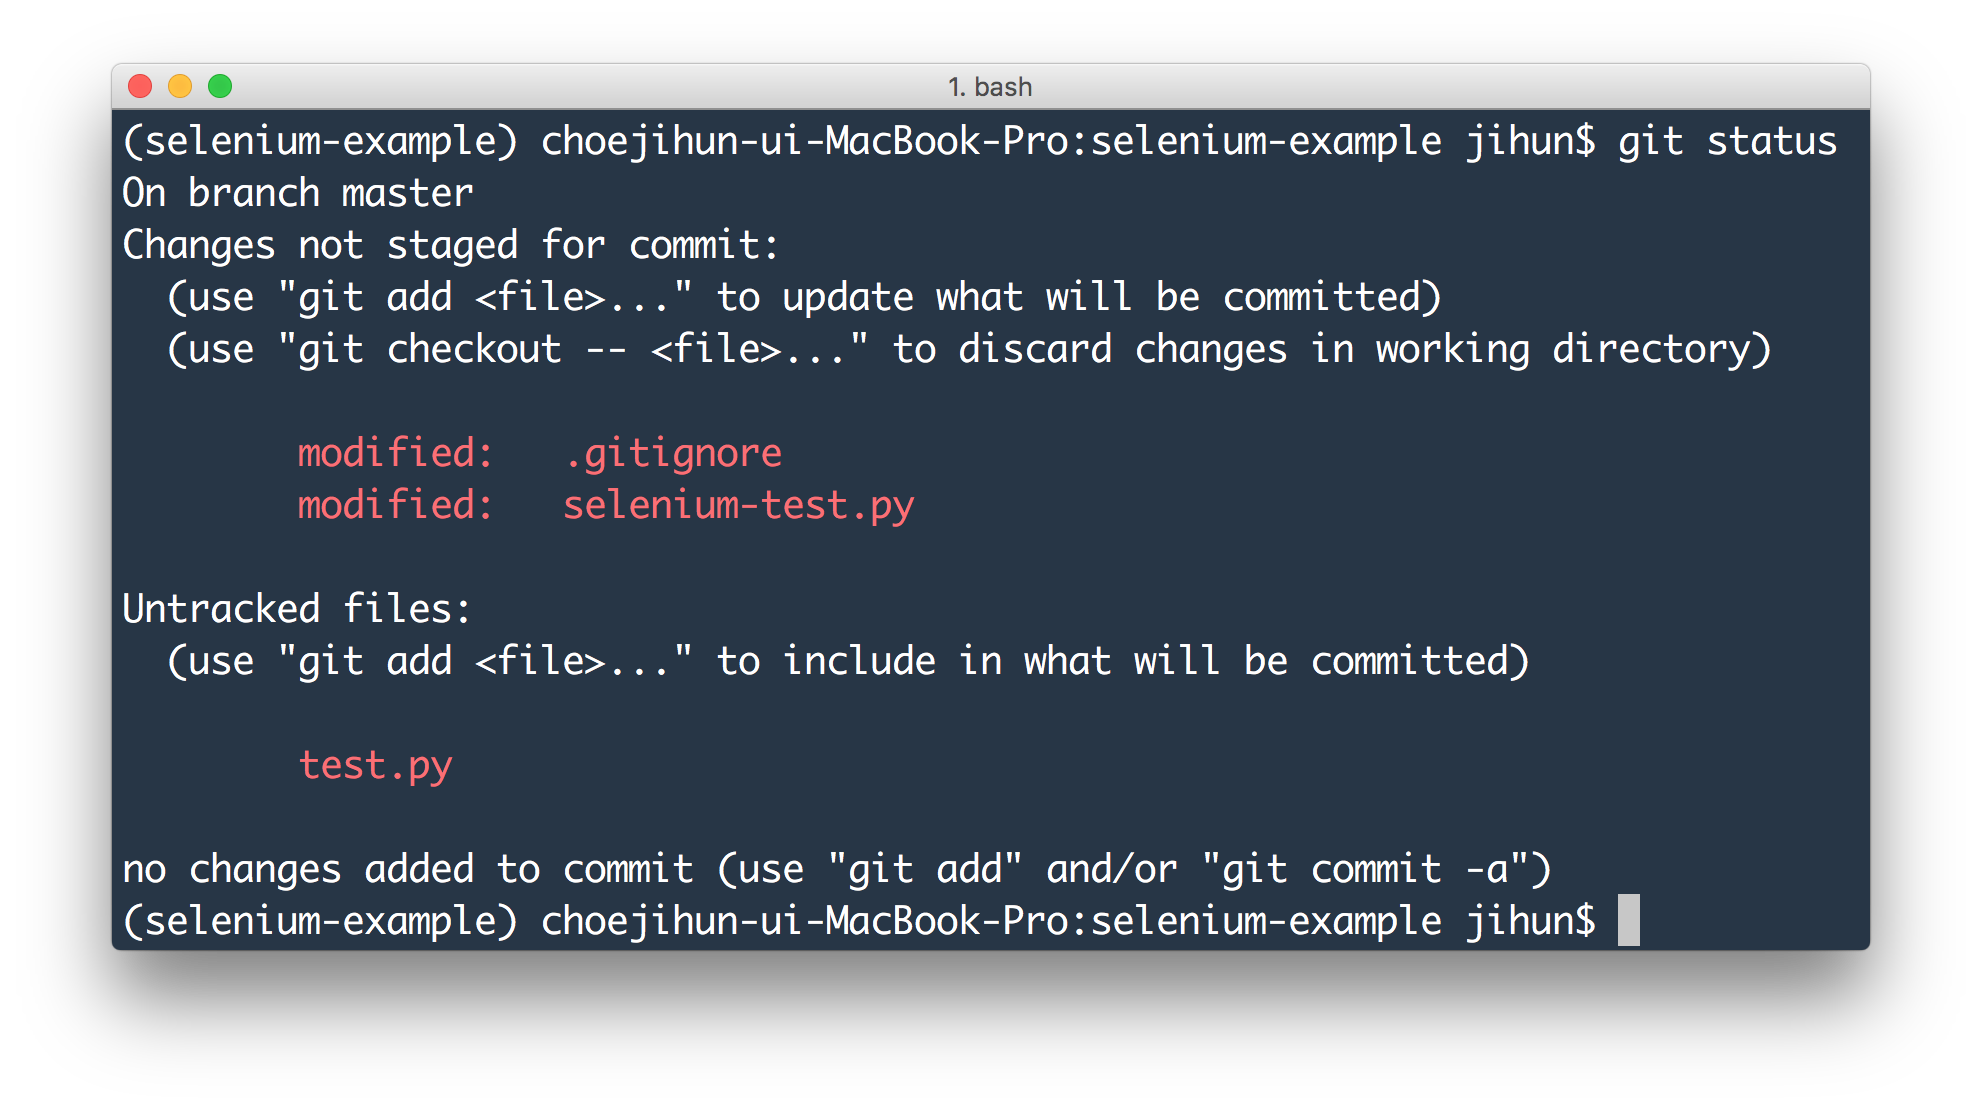 1. bash
(selenium-example) choejihun-ui-MacBook-Pro:selenium-example jihun$ git status
On branch master
Changes not staged for commit:
  (use "git add <file>..." to update what will be committed)
  (use "git checkout -- <file>..." to discard changes in working directory)
        modified:   .gitignore
        modified:   selenium-test.py
Untracked files:
  (use "git add <file>..." to include in what will be committed)
        test.py
no changes added to commit (use "git add" and/or "git commit -a")
(selenium-example) choejihun-ui-MacBook-Pro:selenium-example jihun$